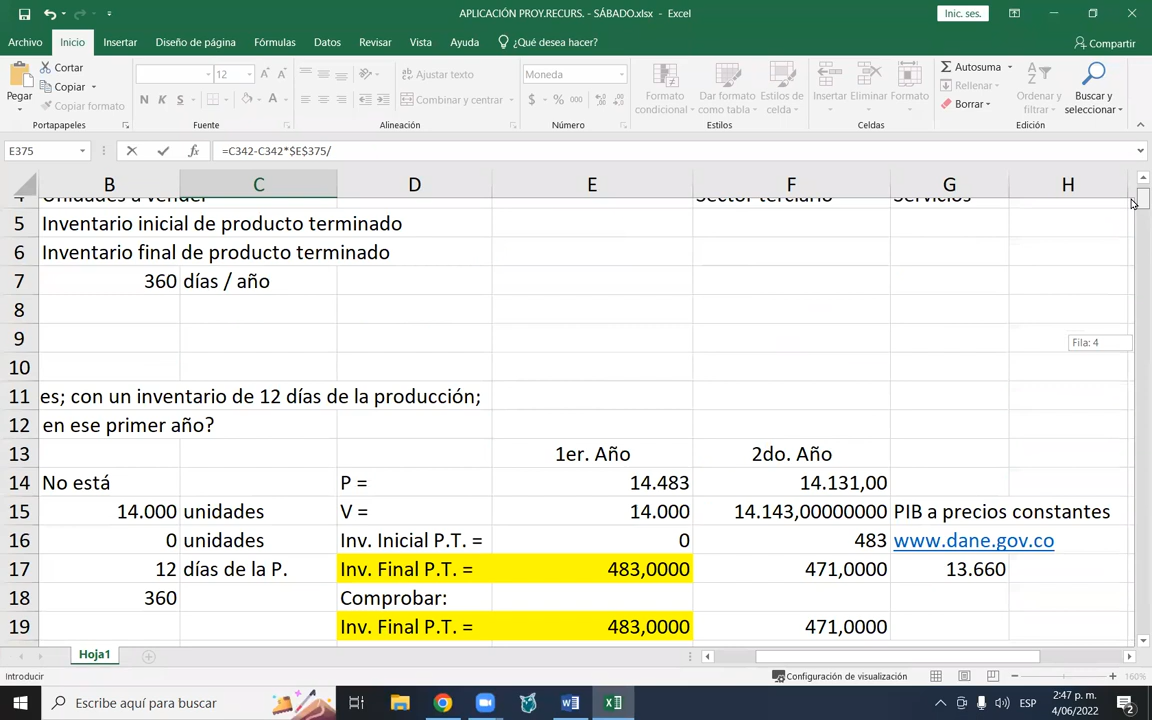 APLICACIÓN PROY.RECURS. - SÁBADO.xlsx - Excel
Inic. ses.
Archivo Inicio Insertar Diseño de página Fórmulas Datos Revisar Vista Ayuda ¿Qué desea hacer? Compartir
Pegar
Cortar
Copiar
Copiar formato
Portapapeles
12
N K S
Fuente
Ajustar texto
Combinar y centrar
Alineación
Moneda
$ % 000
Número
Formato condicional
Dar formato como tabla
Estilos de celda
Estilos
Insertar Eliminar Formato
Celdas
Autosuma
Rellenar
Borrar
Ordenar y filtrar
Buscar y seleccionar
Edición
E375 fx =C342-C342*$E$375/
B C D E F G H
4 Unidades a vender Sector terciario Servicios
5 Inventario inicial de producto terminado
6 Inventario final de producto terminado
7 360 días / año
8
9
Fila: 4
10
11 es; con un inventario de 12 días de la producción;
12 en ese primer año?
13 1er. Año 2do. Año
14 No está P = 14.483 14.131,00
15 14.000 unidades V = 14.000 14.143,00000000 PIB a precios constantes
16 0 unidades Inv. Inicial P.T. = 0 483 www.dane.gov.co
17 12 días de la P. Inv. Final P.T. = 483,0000 471,0000 13.660
18 360 Comprobar:
19 Inv. Final P.T. = 483,0000 471,0000
Hoja1
Introducir Configuración de visualización 160%
Escribe aquí para buscar
ESP
2:47 p. m.
4/06/2022
2